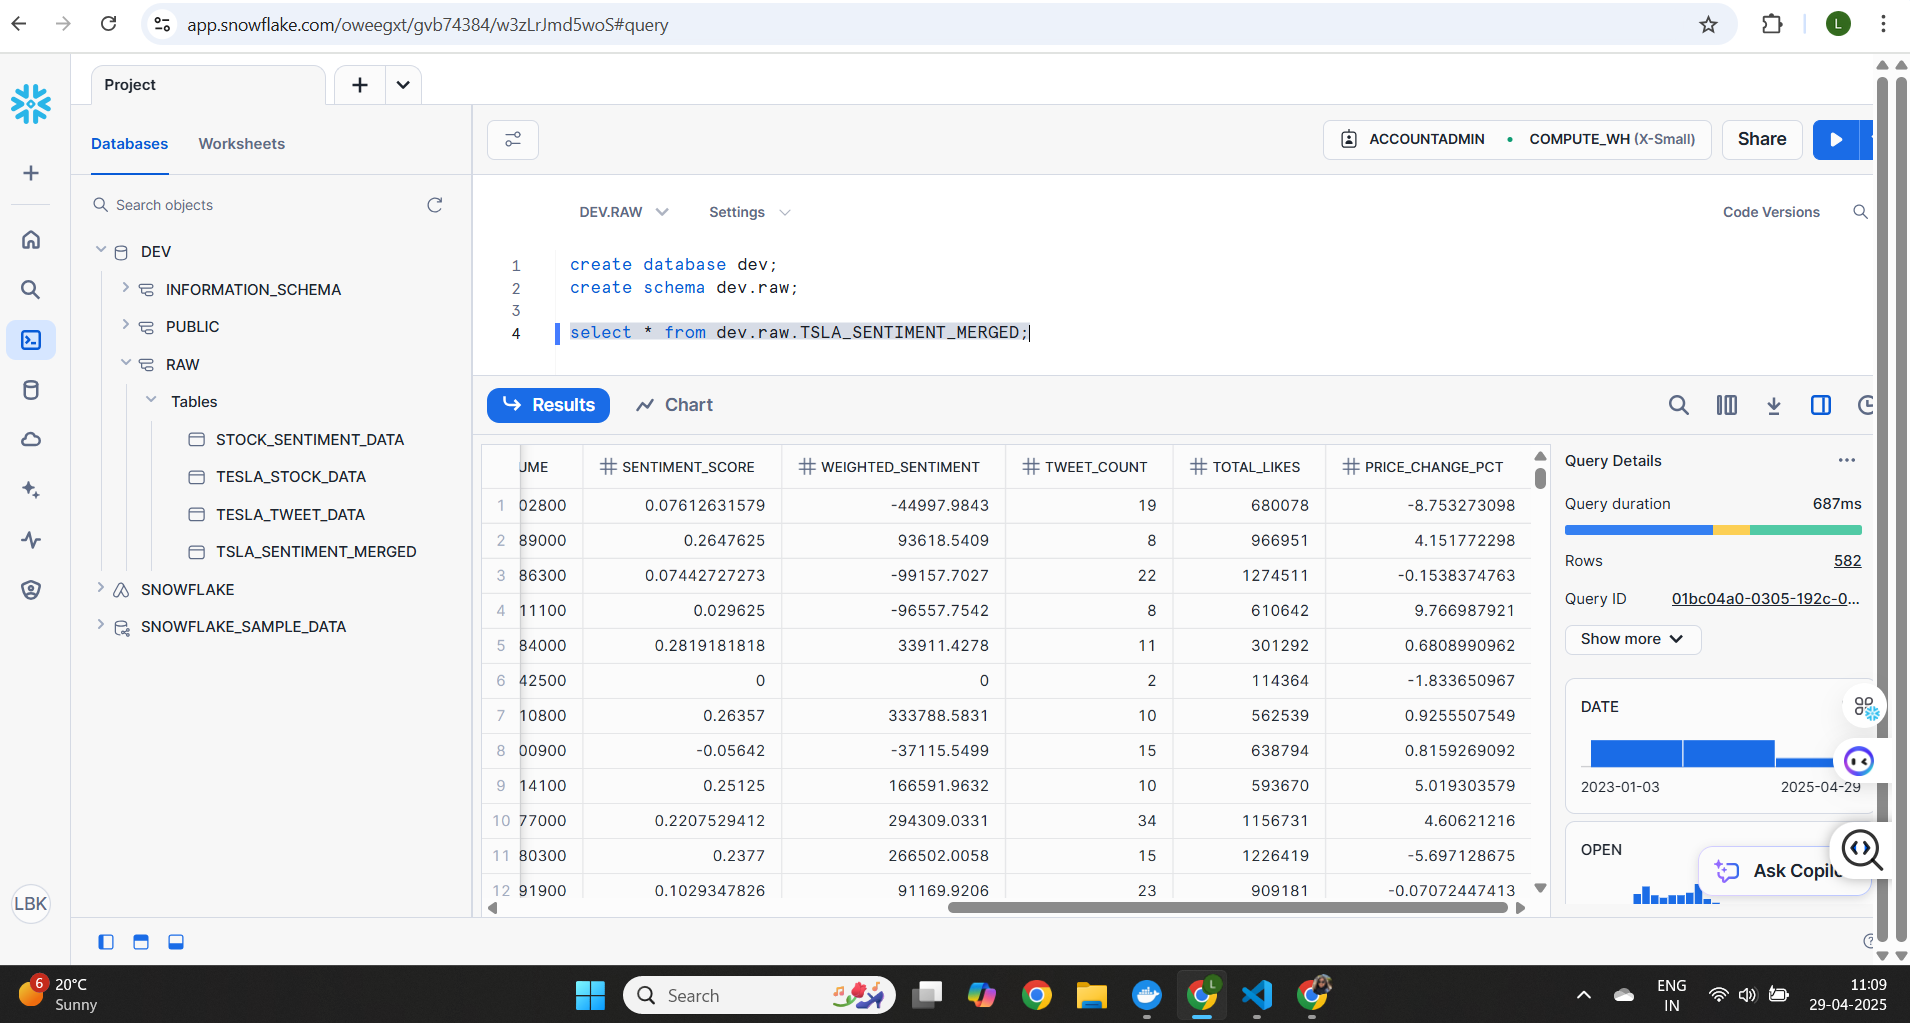 app.snowflake.com/oweegxt/gvb74384/w3zLrJmd5woS#query
L
Project
Databases Worksheets
ACCOUNTADMIN • COMPUTE_WH (X-Small) Share
Search objects
DEV.RAW Settings Code Versions
DEV
INFORMATION_SCHEMA
PUBLIC
RAW
Tables
STOCK_SENTIMENT_DATA
TESLA_STOCK_DATA
TESLA_TWEET_DATA
TSLA_SENTIMENT_MERGED
SNOWFLAKE
SNOWFLAKE_SAMPLE_DATA
LBK
1 create database dev;
2 create schema dev.raw;
3
4 select * from dev.raw.TSLA_SENTIMENT_MERGED;
Results Chart
UME # SENTIMENT_SCORE # WEIGHTED_SENTIMENT # TWEET_COUNT # TOTAL_LIKES # PRICE_CHANGE_PCT
1 02800 0.07612631579 -44997.9843 19 680078 -8.753273098
2 89000 0.2647625 93618.5409 8 966951 4.151772298
3 86300 0.07442727273 -99157.7027 22 1274511 -0.1538374763
4 11100 0.029625 -96557.7542 8 610642 9.766987921
5 84000 0.2819181818 33911.4278 11 301292 0.6808990962
6 42500 0 0 2 114364 -1.833650967
7 10800 0.26357 333788.5831 10 562539 0.9255507549
8 00900 -0.05642 -37115.5499 15 638794 0.8159269092
9 14100 0.25125 166591.9632 10 593670 5.019303579
10 77000 0.2207529412 294309.0331 34 1156731 4.60621216
11 80300 0.2377 266502.0058 15 1226419 -5.697128675
12 91900 0.1029347826 91169.9206 23 909181 -0.07072447413
Query Details ...
Query duration 687ms
Rows 582
Query ID 01bc04a0-0305-192c-0...
Show more
DATE
2023-01-03 2025-04-29
OPEN
Ask Copil
6
20°C
Sunny
Search
L
ENG
IN
11:09
29-04-2025